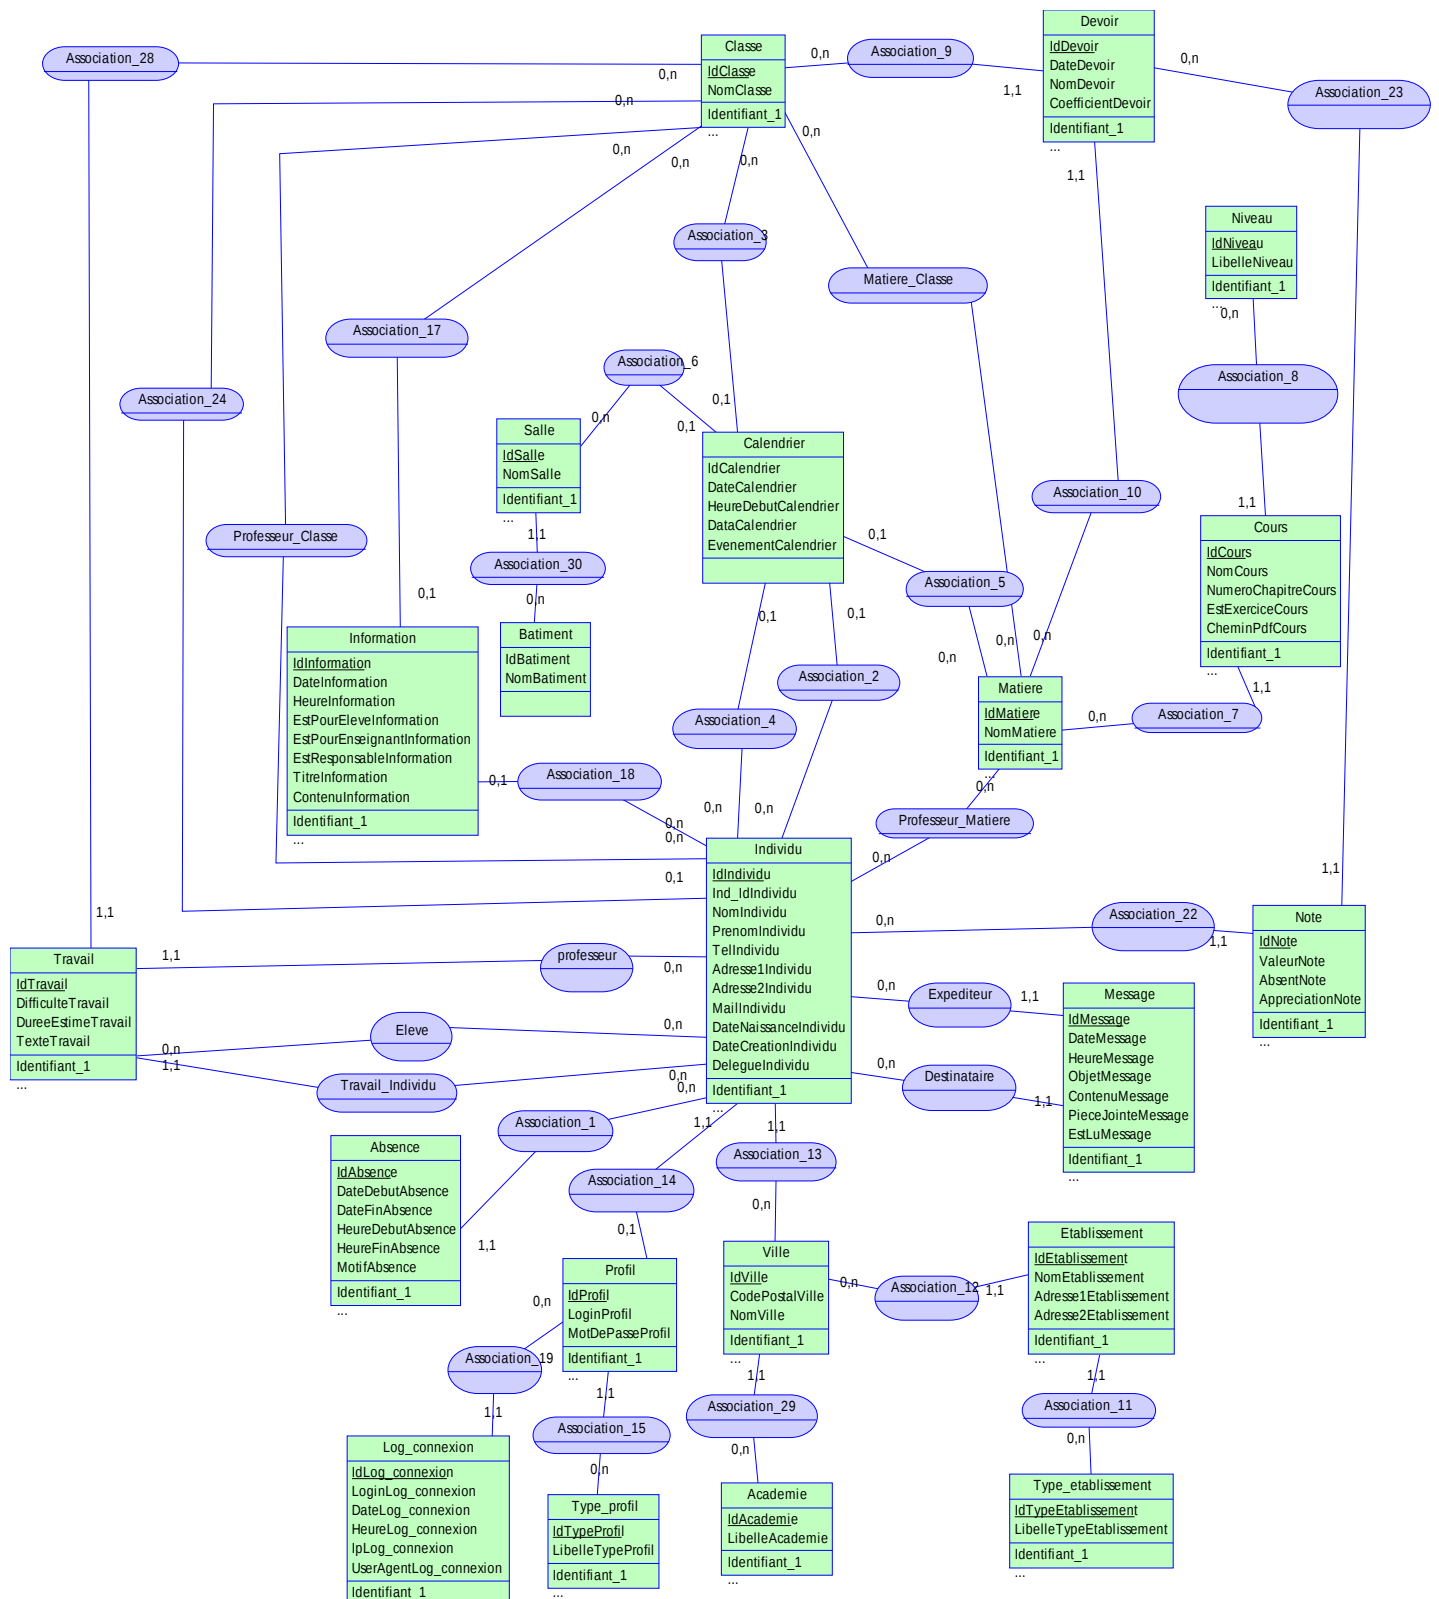 Association_28
0,n
Classe
IdClasse
NomClasse
Identifiant_1
...
0,n
Association_9
1,1
Devoir
IdDevoir
DateDevoir
NomDevoir
CoefficientDevoir
Identifiant_1
...
0,n
Association_23
0,n
0,n
0,n
0,n
0,n
1,1
Association_3
Association_17
Matiere_Classe
Niveau
IdNiveau
LibelleNiveau
Identifiant_1
...
0,n
Association_8
Association_6
0,n
0,1
0,1
Association_24
Salle
IdSalle
NomSalle
Identifiant_1
...
1,1
Calendrier
IdCalendrier
DateCalendrier
HeureDebutCalendrier
DataCalendrier
EvenementCalendrier
0,1
Association_10
1,1
Cours
IdCours
NomCours
NumeroChapitreCours
EstExerciceCours
CheminPdfCours
Identifiant_1
...
1,1
Professeur_Classe
Association_30
0,n
Association_5
0,1
Information
IdInformation
DateInformation
HeureInformation
EstPourEleveInformation
EstPourEnseignantInformation
EstResponsableInformation
TitreInformation
ContenuInformation
Identifiant_1
...
Batiment
IdBatiment
NomBatiment
0,1
0,1
0,n
0,n
0,n
Association_2
Association_4
Matiere
IdMatiere
NomMatiere
Identifiant_1
...
0,n
Association_7
0,1
Association_18
0,n
0,n
0,n
0,n
0,n
Professeur_Matiere
0,n
0,1
1,1
Individu
IdIndividu
Ind_IdIndividu
NomIndividu
PrenomIndividu
TelIndividu
Adresse1Individu
Adresse2Individu
MailIndividu
DateNaissanceIndividu
DateCreationIndividu
DelegueIndividu
Identifiant_1
...
0,n
Association_22
1,1
Note
IdNote
ValeurNote
AbsentNote
AppreciationNote
Identifiant_1
...
1,1
Travail
IdTravail
DifficulteTravail
DureeEstimeTravail
TexteTravail
Identifiant_1
...
1,1
professeur
0,n
0,n
Expediteur
1,1
Message
IdMessage
DateMessage
HeureMessage
ObjetMessage
ContenuMessage
PieceJointeMessage
EstLuMessage
Identifiant_1
...
0,n
Eleve
0,n
1,1
Travail_Individu
0,n
0,n
Destinataire
1,1
0,n
Association_1
1,1
1,1
1,1
Absence
IdAbsence
DateDebutAbsence
DateFinAbsence
HeureDebutAbsence
HeureFinAbsence
MotifAbsence
Identifiant_1
...
Association_14
0,1
Association_13
0,n
Profil
IdProfil
LoginProfil
MotDePasseProfil
Identifiant_1
...
Ville
IdVille
CodePostalVille
NomVille
Identifiant_1
...
0,n
Association_12
1,1
Etablissement
IdEtablissement
NomEtablissement
Adresse1Etablissement
Adresse2Etablissement
Identifiant_1
...
0,n
Association_19
1,1
1,1
Association_15
0,n
1,1
Association_29
0,n
1,1
Association_11
0,n
Log_connexion
IdLog_connexion
LoginLog_connexion
DateLog_connexion
HeureLog_connexion
IpLog_connexion
UserAgentLog_connexion
Identifiant_1
Type_profil
IdTypeProfil
LibelleTypeProfil
Identifiant_1
...
Academie
IdAcademie
LibelleAcademie
Identifiant_1
...
Type_etablissement
IdTypeEtablissement
LibelleTypeEtablissement
Identifiant_1
...